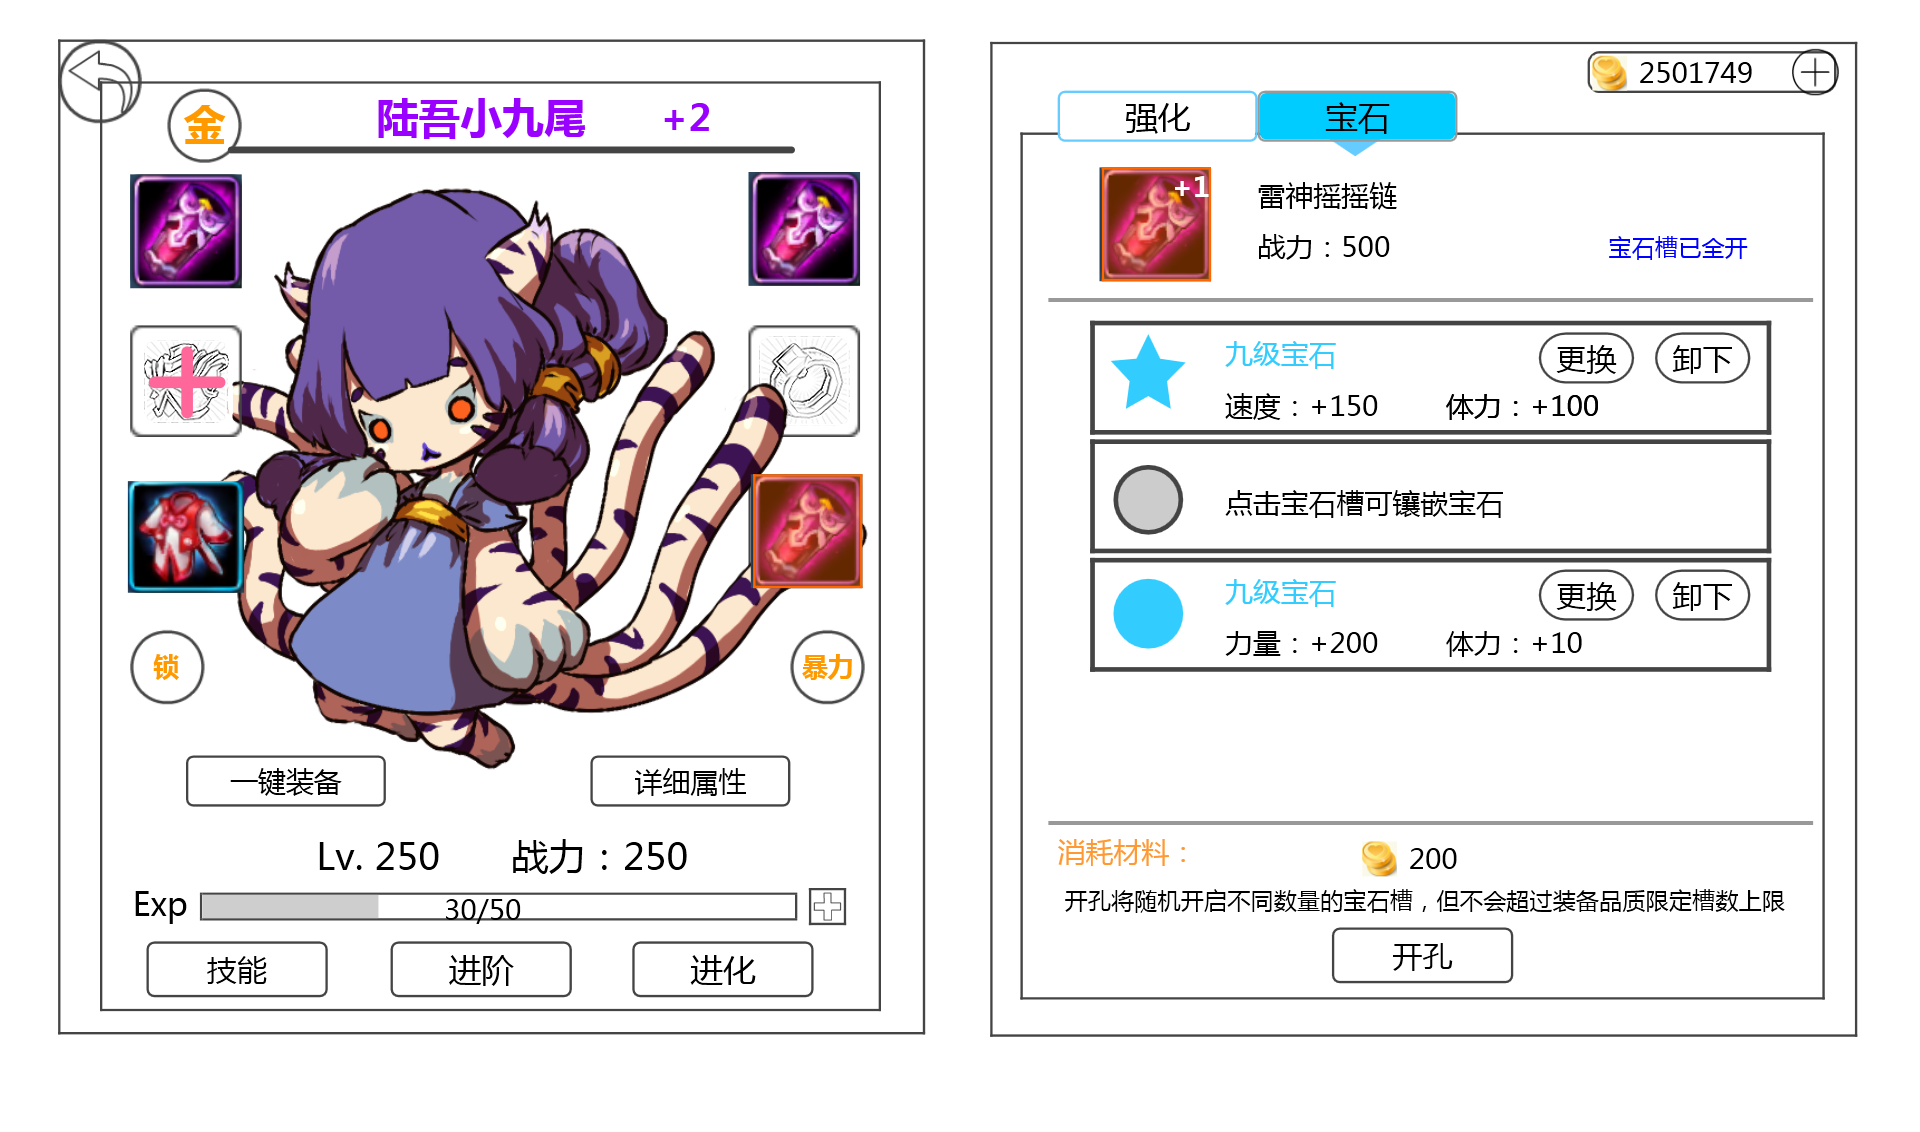 金
陆吾小九尾 +2
锁
暴力
一键装备
详细属性
Lv. 250 战力：250
Exp 30/50
技能
进阶
进化
2501749
强化
宝石
+1
雷神摇摇链
战力：500
宝石槽已全开
九级宝石
更换
卸下
速度：+150 体力：+100
点击宝石槽可镶嵌宝石
九级宝石
更换
卸下
力量：+200 体力：+10
消耗材料： 200
开孔将随机开启不同数量的宝石槽，但不会超过装备品质限定槽数上限
开孔